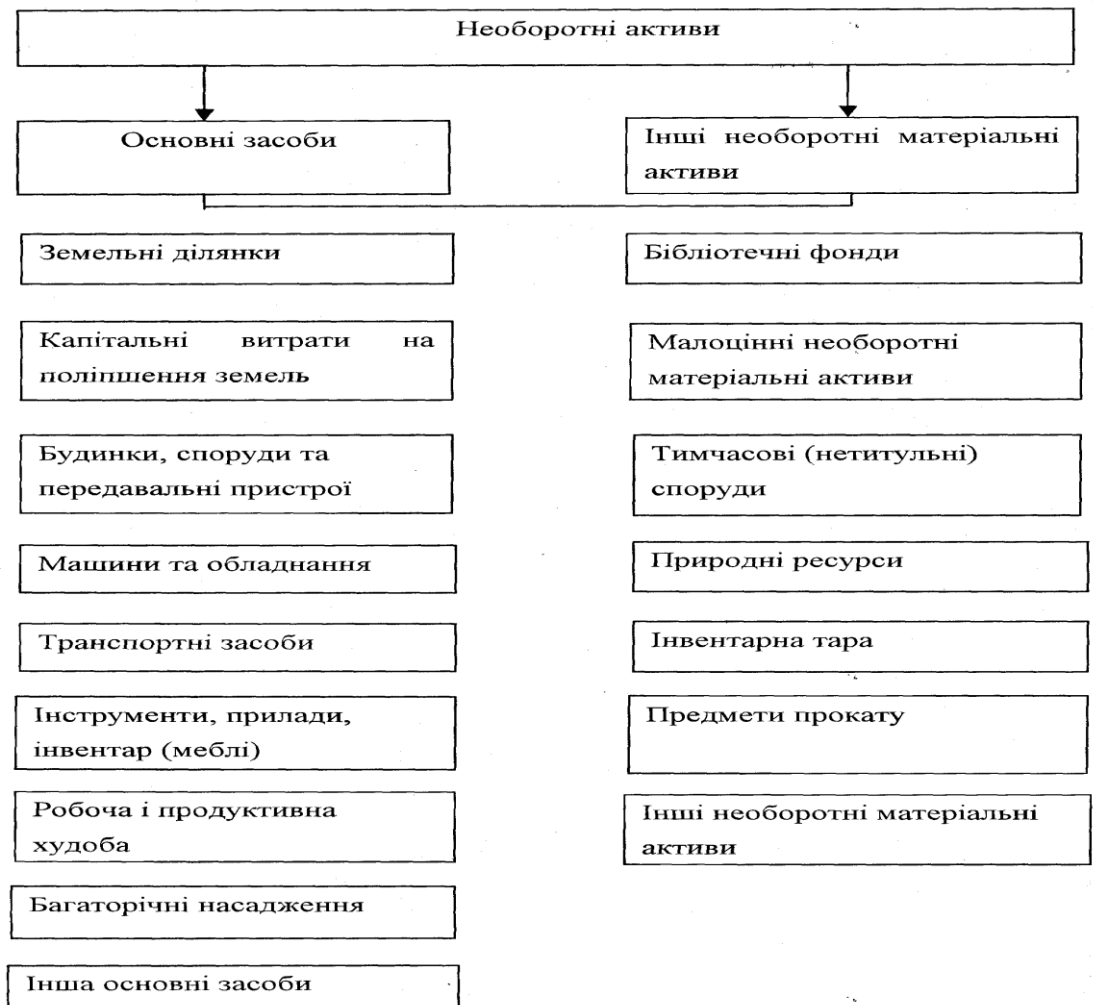 Необоротні активи
Основні засоби
Інші необоротні матеріальні
активи
Земельні ділянки
Капітальні витрати на
поліпшення земель
Будинки, споруди та
передавальні пристрої
Машини та обладнання
Транспортні засоби
Інструменти, прилади,
інвентар (меблі)
Робоча і продуктивна
худоба
Багаторічні насадження
Інша основні засоби
Бібліотечні фонди
Малоцінні необоротні
матеріальні активи
Тимчасові (нетитульні)
споруди
Природні ресурси
Інвентарна тара
Предмети прокату
Інші необоротні матеріальні
активи